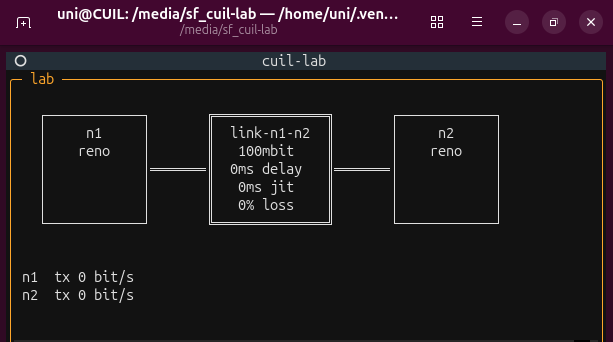 uni@CUIL: /media/sf_cuil-lab — /home/uni/.ven…
/media/sf_cuil-lab
cuil-lab
lab
n1
reno
link-n1-n2
100mbit
0ms delay
0ms jit
0% loss
n2
reno
n1 tx 0 bit/s
n2 tx 0 bit/s